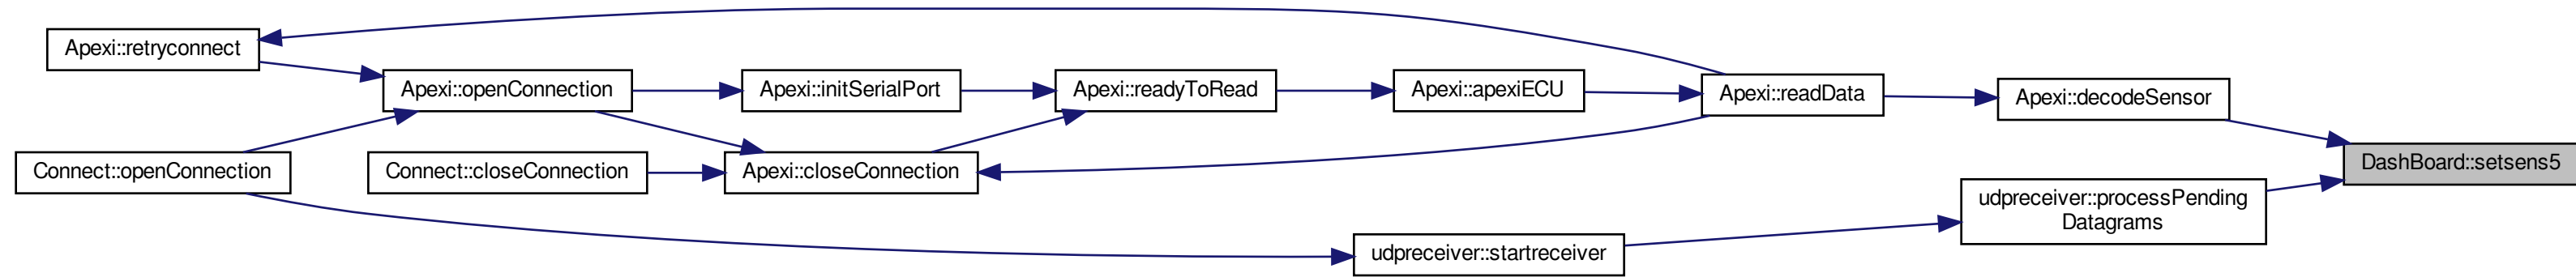 Apexi::retryconnect
Apexi::openConnection
Apexi::initSerialPort
Apexi::readyToRead
Apexi::apexiECU
Apexi::readData
Apexi::decodeSensor
Connect::openConnection
Connect::closeConnection
Apexi::closeConnection
DashBoard::setsens5
udpreceiver::processPending
Datagrams
udpreceiver::startreceiver